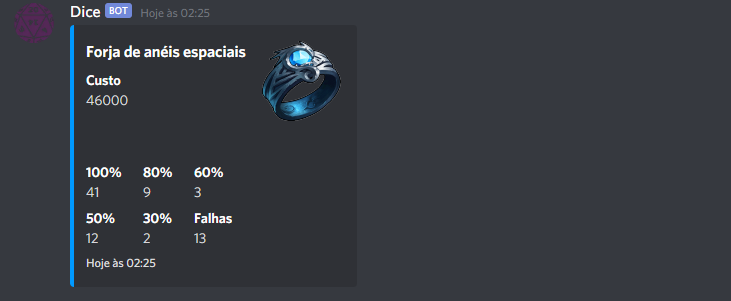 Dice BOT Hoje às 02:25
Forja de anéis espaciais
Custo
46000
100% 80% 60%
41 9 3
50% 30% Falhas
12 2 13
Hoje às 02:25